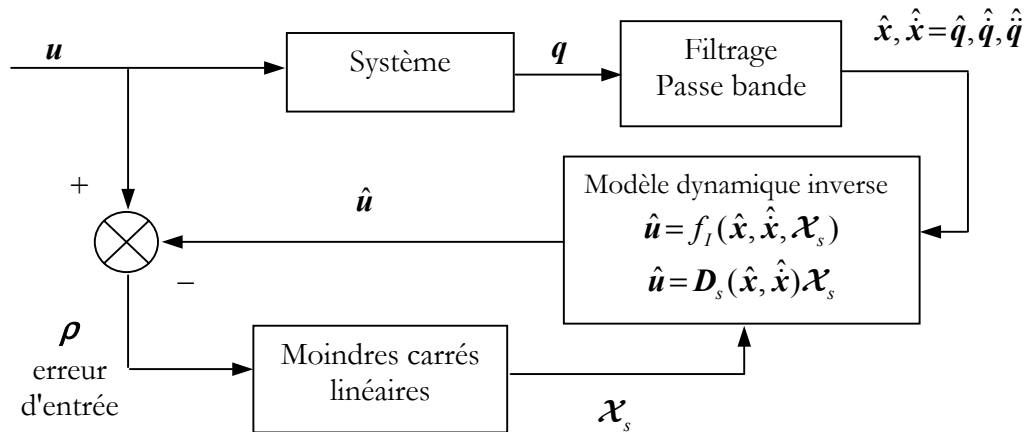 u
Système
q
Filtrage
Passe bande
x̂, ẋ̂ = q̂, q̇̂, q̈̂
+
−
û
Modèle dynamique inverse
û = f_I(x̂, ẋ̂, 𝒳_s)
û = D_s(x̂, ẋ̂)𝒳_s
ρ
erreur
d'entrée
Moindres carrés
linéaires
𝒳_s